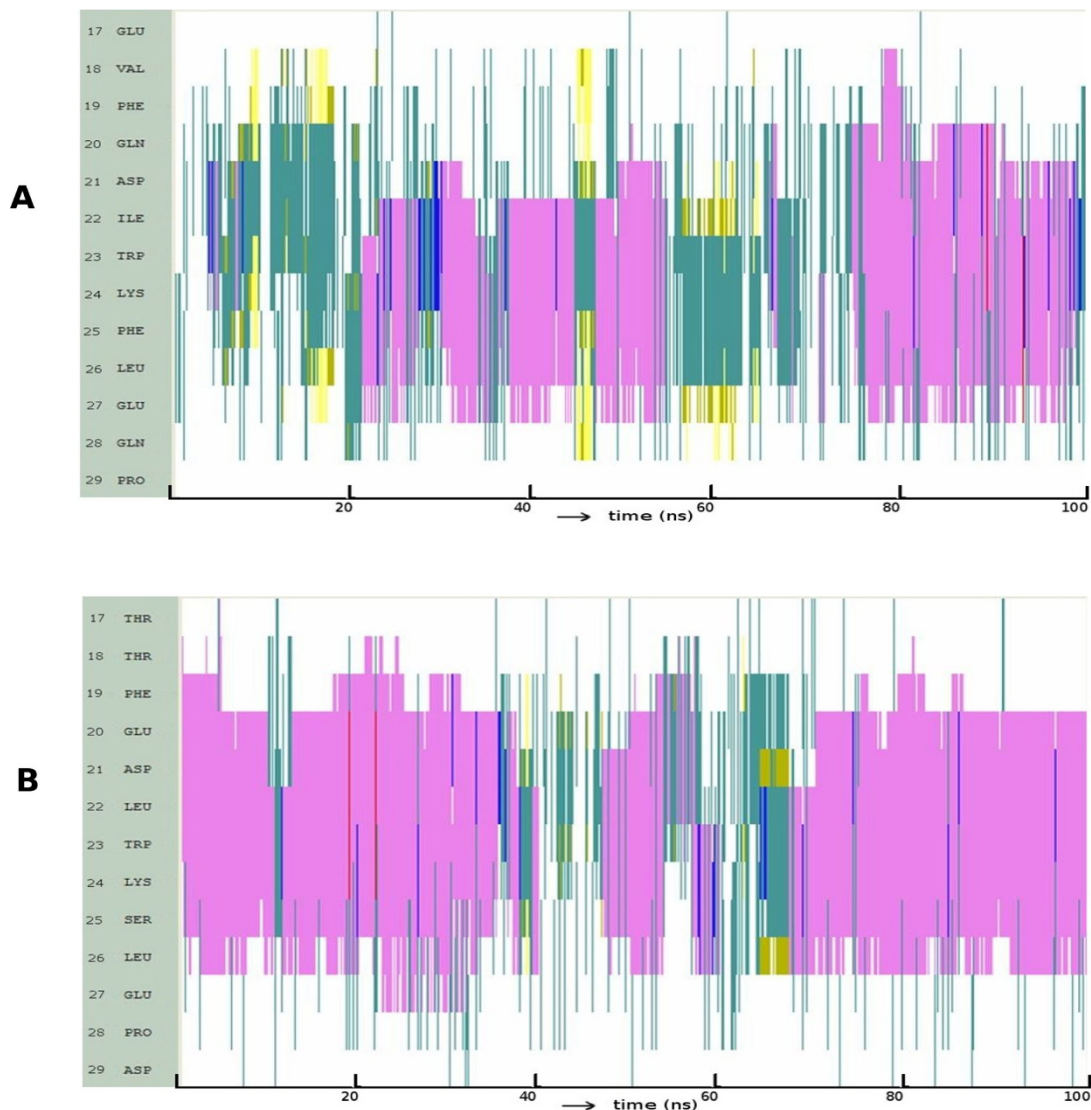 A
17 GLU
18 VAL
19 PHE
20 GLN
21 ASP
22 ILE
23 TRP
24 LYS
25 PHE
26 LEU
27 GLU
28 GLN
29 PRO
20 40 60 80 100
→ time (ns)
B
17 THR
18 THR
19 PHE
20 GLU
21 ASP
22 LEU
23 TRP
24 LYS
25 SER
26 LEU
27 GLU
28 PRO
29 ASP
20 40 60 80 100
→ time (ns)